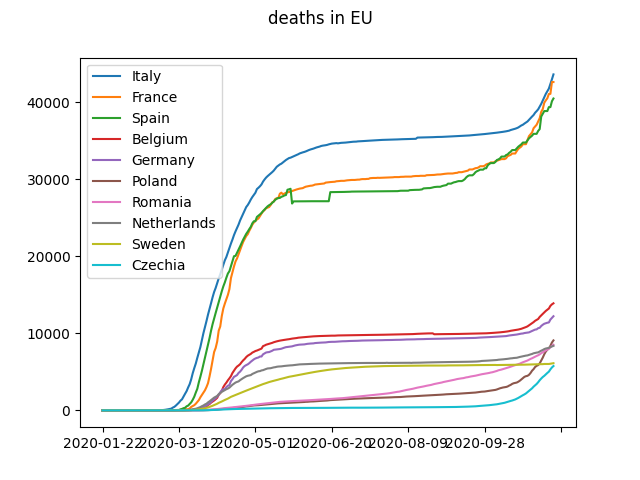 deaths in EU
Italy
France
Spain
Belgium
Germany
Poland
Romania
Netherlands
Sweden
Czechia
40000
30000
20000
10000
0
2020-01-22 2020-03-12 2020-05-01 2020-06-20 2020-08-09 2020-09-28